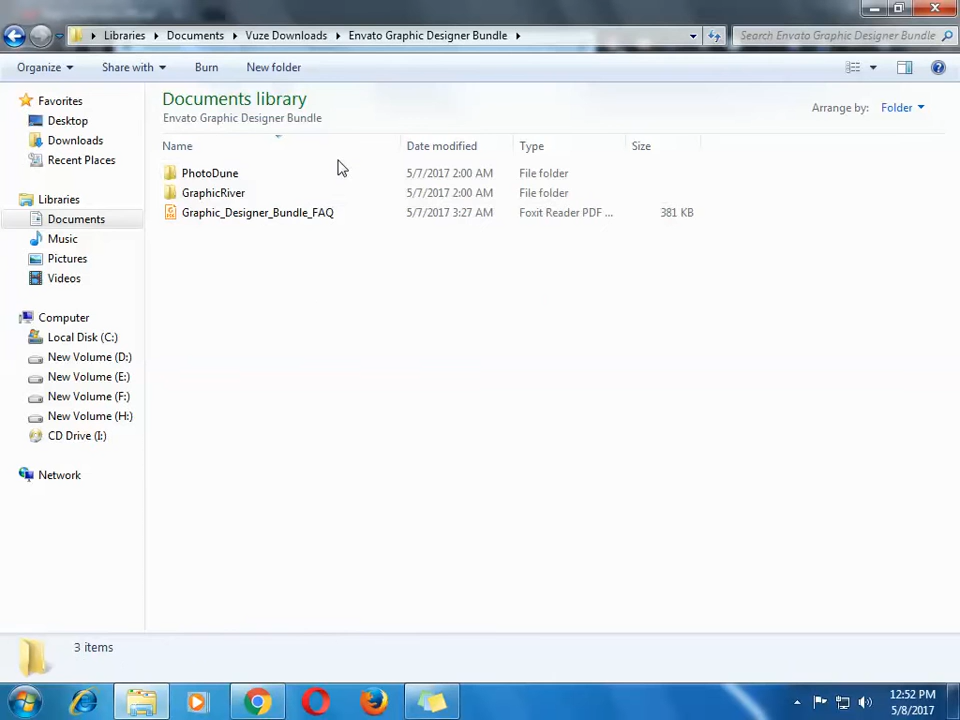 Libraries Documents Vuze Downloads Envato Graphic Designer Bundle Search Envato Graphic Designer Bundle
Organize Share with Burn New folder
Favorites
Desktop
Downloads
Recent Places
Libraries
Documents
Music
Pictures
Videos
Computer
Local Disk (C:)
New Volume (D:)
New Volume (E:)
New Volume (F:)
New Volume (H:)
CD Drive (I:)
Network
Documents library
Envato Graphic Designer Bundle
Arrange by: Folder
Name Date modified Type Size
PhotoDune 5/7/2017 2:00 AM File folder
GraphicRiver 5/7/2017 2:00 AM File folder
Graphic_Designer_Bundle_FAQ 5/7/2017 3:27 AM Foxit Reader PDF ... 381 KB
3 items
12:52 PM
5/8/2017